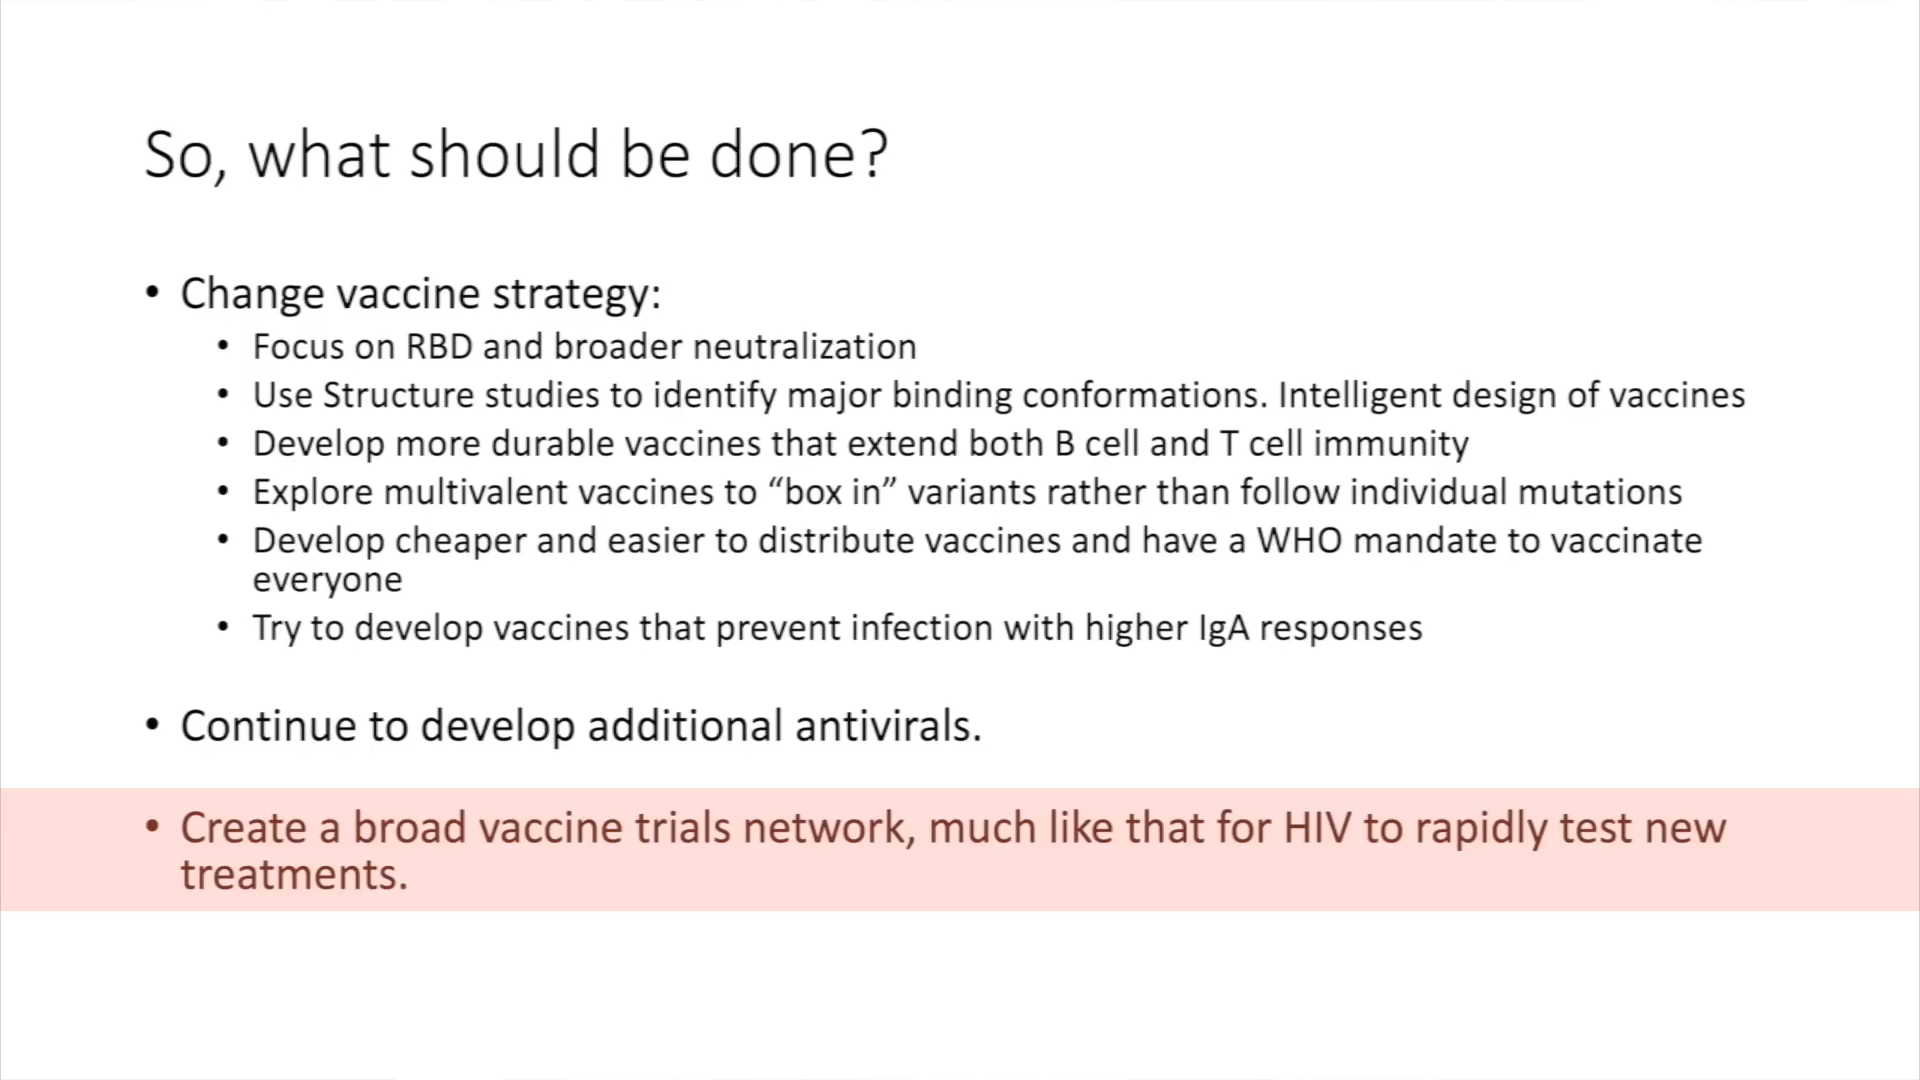 So, what should be done?
• Change vaccine strategy:
• Focus on RBD and broader neutralization
• Use Structure studies to identify major binding conformations. Intelligent design of vaccines
• Develop more durable vaccines that extend both B cell and T cell immunity
• Explore multivalent vaccines to “box in” variants rather than follow individual mutations
• Develop cheaper and easier to distribute vaccines and have a WHO mandate to vaccinate
everyone
• Try to develop vaccines that prevent infection with higher IgA responses
• Continue to develop additional antivirals.
• Create a broad vaccine trials network, much like that for HIV to rapidly test new
treatments.